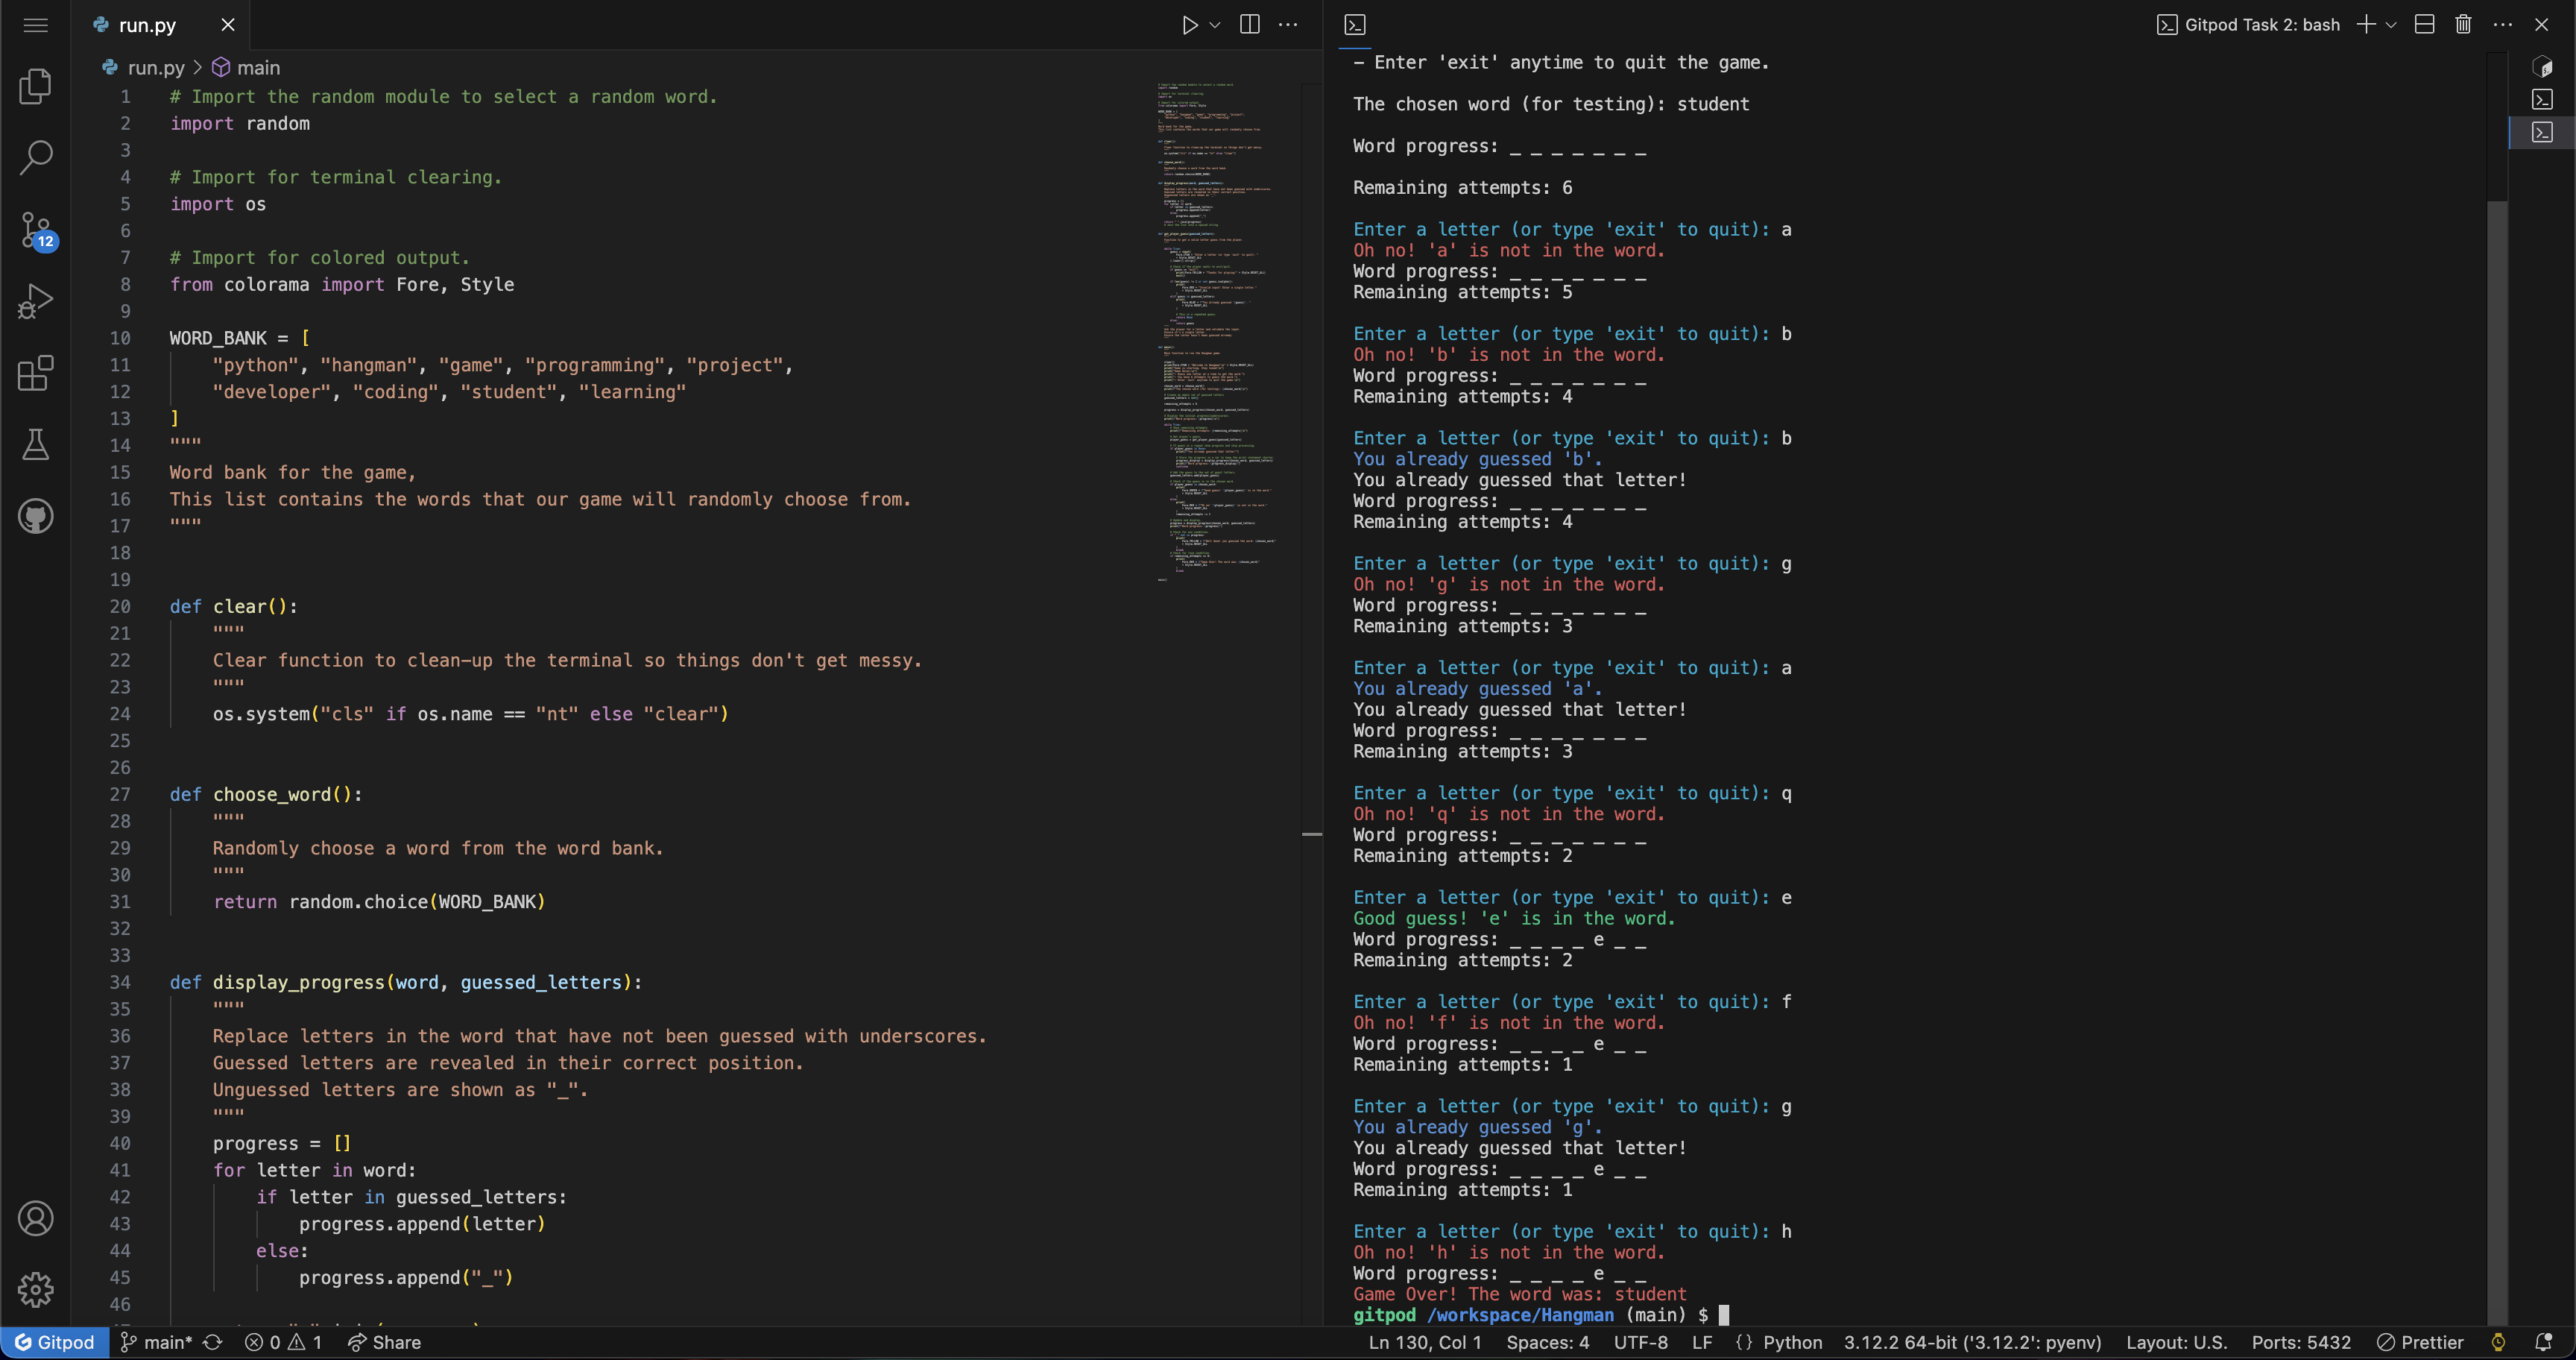 run.py
run.py > main
1 # Import the random module to select a random word.
2 import random
3
4 # Import for terminal clearing.
5 import os
6
7 # Import for colored output.
8 from colorama import Fore, Style
9
10 WORD_BANK = [
11 "python", "hangman", "game", "programming", "project",
12 "developer", "coding", "student", "learning"
13 ]
14 """
15 Word bank for the game,
16 This list contains the words that our game will randomly choose from.
17 """
18
19
20 def clear():
21 """
22 Clear function to clean-up the terminal so things don't get messy.
23 """
24 os.system("cls" if os.name == "nt" else "clear")
25
26
27 def choose_word():
28 """
29 Randomly choose a word from the word bank.
30 """
31 return random.choice(WORD_BANK)
32
33
34 def display_progress(word, guessed_letters):
35 """
36 Replace letters in the word that have not been guessed with underscores.
37 Guessed letters are revealed in their correct position.
38 Unguessed letters are shown as "_".
39 """
40 progress = []
41 for letter in word:
42 if letter in guessed_letters:
43 progress.append(letter)
44 else:
45 progress.append("_")
46
12
Gitpod Task 2: bash
- Enter 'exit' anytime to quit the game.
The chosen word (for testing): student
Word progress: _ _ _ _ _ _ _
Remaining attempts: 6
Enter a letter (or type 'exit' to quit): a
Oh no! 'a' is not in the word.
Word progress: _ _ _ _ _ _ _
Remaining attempts: 5
Enter a letter (or type 'exit' to quit): b
Oh no! 'b' is not in the word.
Word progress: _ _ _ _ _ _ _
Remaining attempts: 4
Enter a letter (or type 'exit' to quit): b
You already guessed 'b'.
You already guessed that letter!
Word progress: _ _ _ _ _ _ _
Remaining attempts: 4
Enter a letter (or type 'exit' to quit): g
Oh no! 'g' is not in the word.
Word progress: _ _ _ _ _ _ _
Remaining attempts: 3
Enter a letter (or type 'exit' to quit): a
You already guessed 'a'.
You already guessed that letter!
Word progress: _ _ _ _ _ _ _
Remaining attempts: 3
Enter a letter (or type 'exit' to quit): q
Oh no! 'q' is not in the word.
Word progress: _ _ _ _ _ _ _
Remaining attempts: 2
Enter a letter (or type 'exit' to quit): e
Good guess! 'e' is in the word.
Word progress: _ _ _ _ e _ _
Remaining attempts: 2
Enter a letter (or type 'exit' to quit): f
Oh no! 'f' is not in the word.
Word progress: _ _ _ _ e _ _
Remaining attempts: 1
Enter a letter (or type 'exit' to quit): g
You already guessed 'g'.
You already guessed that letter!
Word progress: _ _ _ _ e _ _
Remaining attempts: 1
Enter a letter (or type 'exit' to quit): h
Oh no! 'h' is not in the word.
Word progress: _ _ _ _ e _ _
Game Over! The word was: student
gitpod /workspace/Hangman (main) $
Gitpod main* 0 1 Share Ln 130, Col 1 Spaces: 4 UTF-8 LF {} Python 3.12.2 64-bit ('3.12.2': pyenv) Layout: U.S. Ports: 5432 Prettier